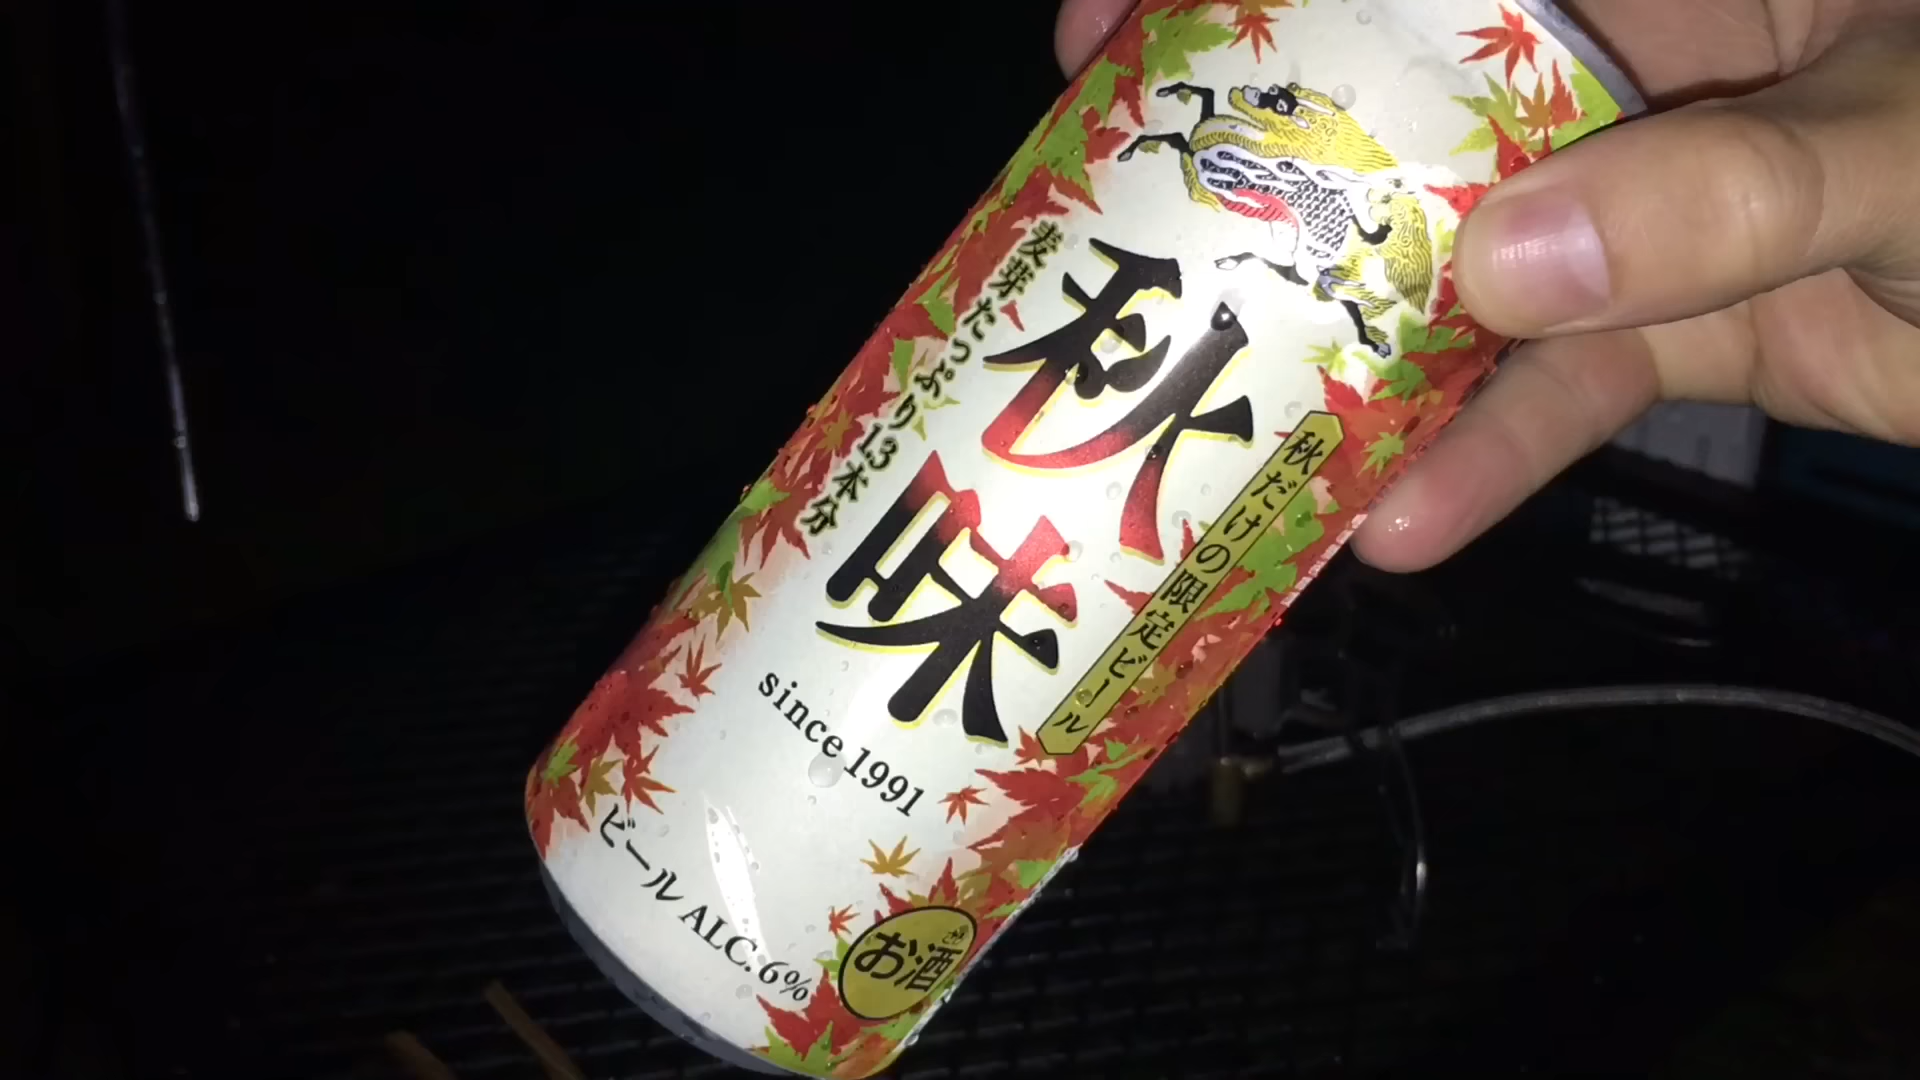 秋味
秋だけの限定ビール
麦芽たっぷり1.3本分
since 1991
ビール ALC.6%
お酒